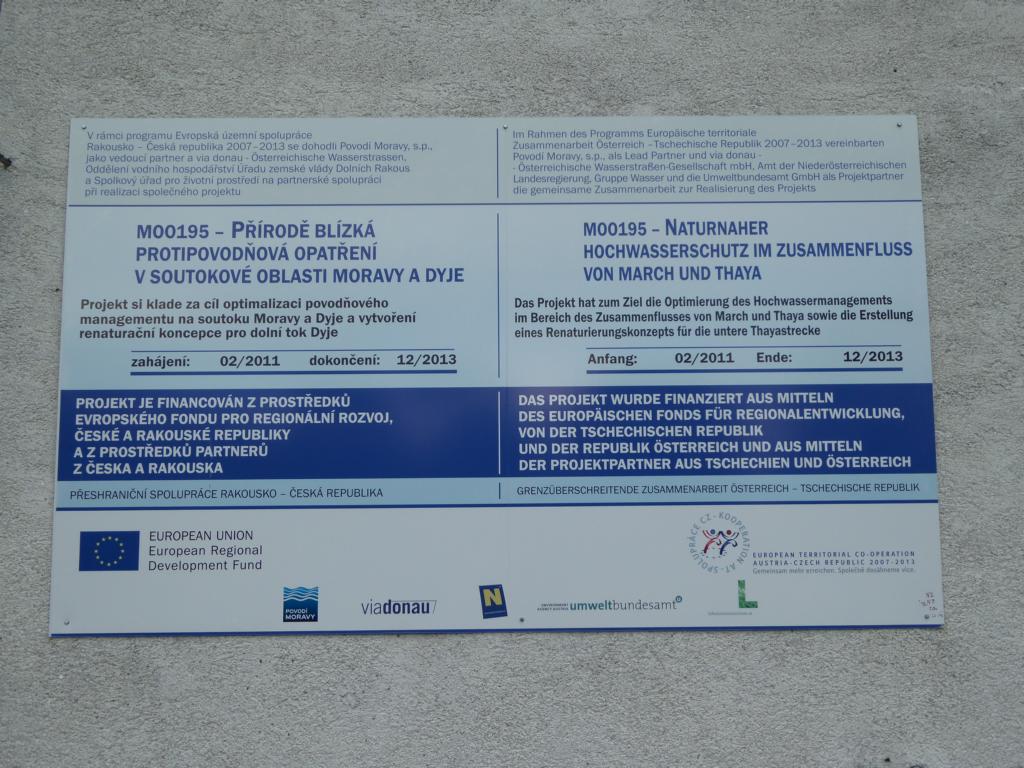 V rámci programu Evropská územní spolupráce
Rakousko – Česká republika 2007–2013 se dohodli Povodí Moravy, s.p.,
jako vedoucí partner a via donau - Österreichische Wasserstrassen,
Oddělení vodního hospodářství Úřadu zemské vlády Dolních Rakous
a Spolkový úřad pro životní prostředí na partnerské spolupráci
při realizaci společného projektu
M00195 – PŘÍRODĚ BLÍZKÁ
PROTIPOVODŇOVÁ OPATŘENÍ
V SOUTOKOVÉ OBLASTI MORAVY A DYJE
Projekt si klade za cíl optimalizaci povodňového
managementu na soutoku Moravy a Dyje a vytvoření
renaturační koncepce pro dolní tok Dyje
zahájení: 02/2011 dokončení: 12/2013
PROJEKT JE FINANCOVÁN Z PROSTŘEDKŮ
EVROPSKÉHO FONDU PRO REGIONÁLNÍ ROZVOJ,
ČESKÉ A RAKOUSKÉ REPUBLIKY
A Z PROSTŘEDKŮ PARTNERŮ
Z ČESKA A RAKOUSKA
PŘESHRANIČNÍ SPOLUPRÁCE RAKOUSKO – ČESKÁ REPUBLIKA
Im Rahmen des Programms Europäische territoriale
Zusammenarbeit Österreich –Tschechische Republik 2007–2013 vereinbarten
Povodí Moravy, s.p., als Lead Partner und via donau -
- Österreichische Wasserstraßen-Gesellschaft mbH, Amt der Niederösterreichischen
Landesregierung, Gruppe Wasser und die Umweltbundesamt GmbH als Projektpartner
die gemeinsame Zusammenarbeit zur Realisierung des Projekts
M00195 – NATURNAHER
HOCHWASSERSCHUTZ IM ZUSAMMENFLUSS
VON MARCH UND THAYA
Das Projekt hat zum Ziel die Optimierung des Hochwassermanagements
im Bereich des Zusammenflusses von March und Thaya sowie die Erstellung
eines Renaturierungskonzepts für die untere Thayastrecke
Anfang: 02/2011 Ende: 12/2013
DAS PROJEKT WURDE FINANZIERT AUS MITTELN
DES EUROPÄISCHEN FONDS FÜR REGIONALENTWICKLUNG,
VON DER TSCHECHISCHEN REPUBLIK
UND DER REPUBLIK ÖSTERREICH UND AUS MITTELN
DER PROJEKTPARTNER AUS TSCHECHIEN UND ÖSTERREICH
GRENZÜBERSCHREITENDE ZUSAMMENARBEIT ÖSTERREICH – TSCHECHISCHE REPUBLIK
EUROPEAN UNION
European Regional
Development Fund
SPOLUPRÁCE CZ - KOOPERATION AT -
EUROPEAN TERRITORIAL CO-OPERATION
AUSTRIA-CZECH REPUBLIC 2007-2013
Gemeinsam mehr erreichen. Společně dosáhneme více.
POVODÍ
MORAVY
viadonau
N
ENVIRONMENT
AGENCY AUSTRIA
umweltbundesamt
L